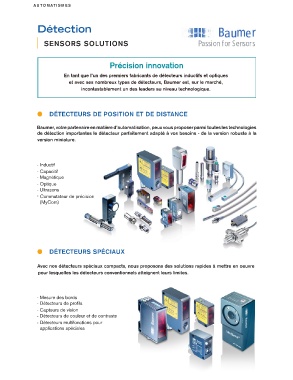 AUTOMATISMES
Détection
SENSORS SOLUTIONS
Baumer
Passion for Sensors
Précision innovation
En tant que l'un des premiers fabricants de détecteurs inductifs et optiques
et avec ses nombreux types de détecteurs, Baumer est, sur le marché,
incontestablement un des leaders au niveau technologique.
DÉTECTEURS DE POSITION ET DE DISTANCE
Baumer, votre partenaire en matière d'automatisation, peut vous proposer parmi toutes les technologies
de détection importantes le détecteur parfaitement adapté à vos besoins - de la version robuste à la
version miniature.
- Inductif
- Capacitif
- Magnétique
- Optique
- Ultrasons
- Commutateur de précision
(MyCom)
DÉTECTEURS SPÉCIAUX
Avec nos détecteurs spéciaux compacts, nous proposons des solutions rapides à mettre en oeuvre
pour lesquelles les détecteurs conventionnels atteignent leurs limites.
- Mesure des bords
- Détecteurs de profils
- Capteurs de vision
- Détecteurs de couleur et de contraste
- Détecteurs multifonctions pour
applications spéciales